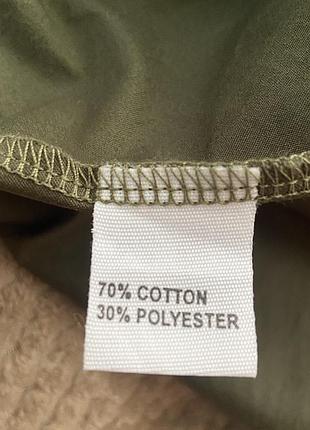 70% COTTON
30% POLYESTER